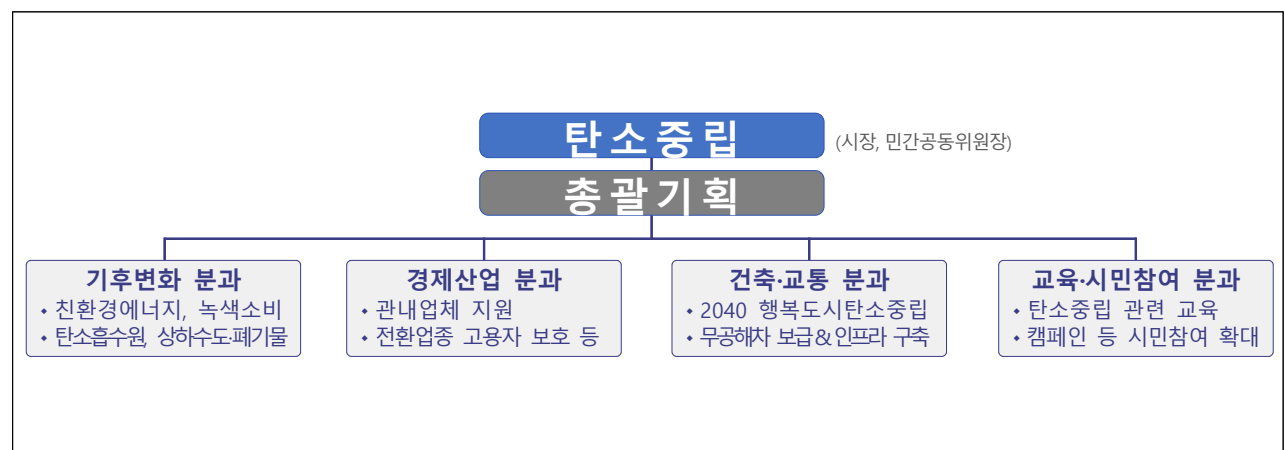 탄소중립
(시장, 민간공동위원장)
총괄기획
기후변화 분과
• 친환경에너지, 녹색소비
• 탄소흡수원, 상하수도·폐기물
경제산업 분과
• 관내업체 지원
• 전환업종 고용자 보호 등
건축·교통 분과
• 2040 행복도시탄소중립
• 무공해차 보급&인프라 구축
교육·시민참여 분과
• 탄소중립 관련 교육
• 캠페인 등 시민참여 확대